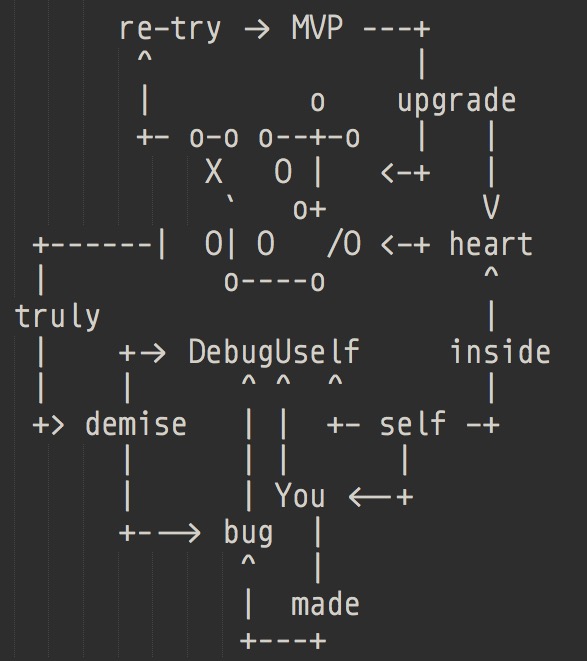 re-try -> MVP ---+
^ |
| o upgrade
+- o-o o--+-o | |
X O | <-+ |
` o+ V
+------| O| O /O <-+ heart
| o----o ^
truly |
| +-> DebugUself inside
| | ^ ^ ^ |
+> demise | | +- self -+
| | | |
| | You <--+
+--> bug |
^ |
| made
+---+